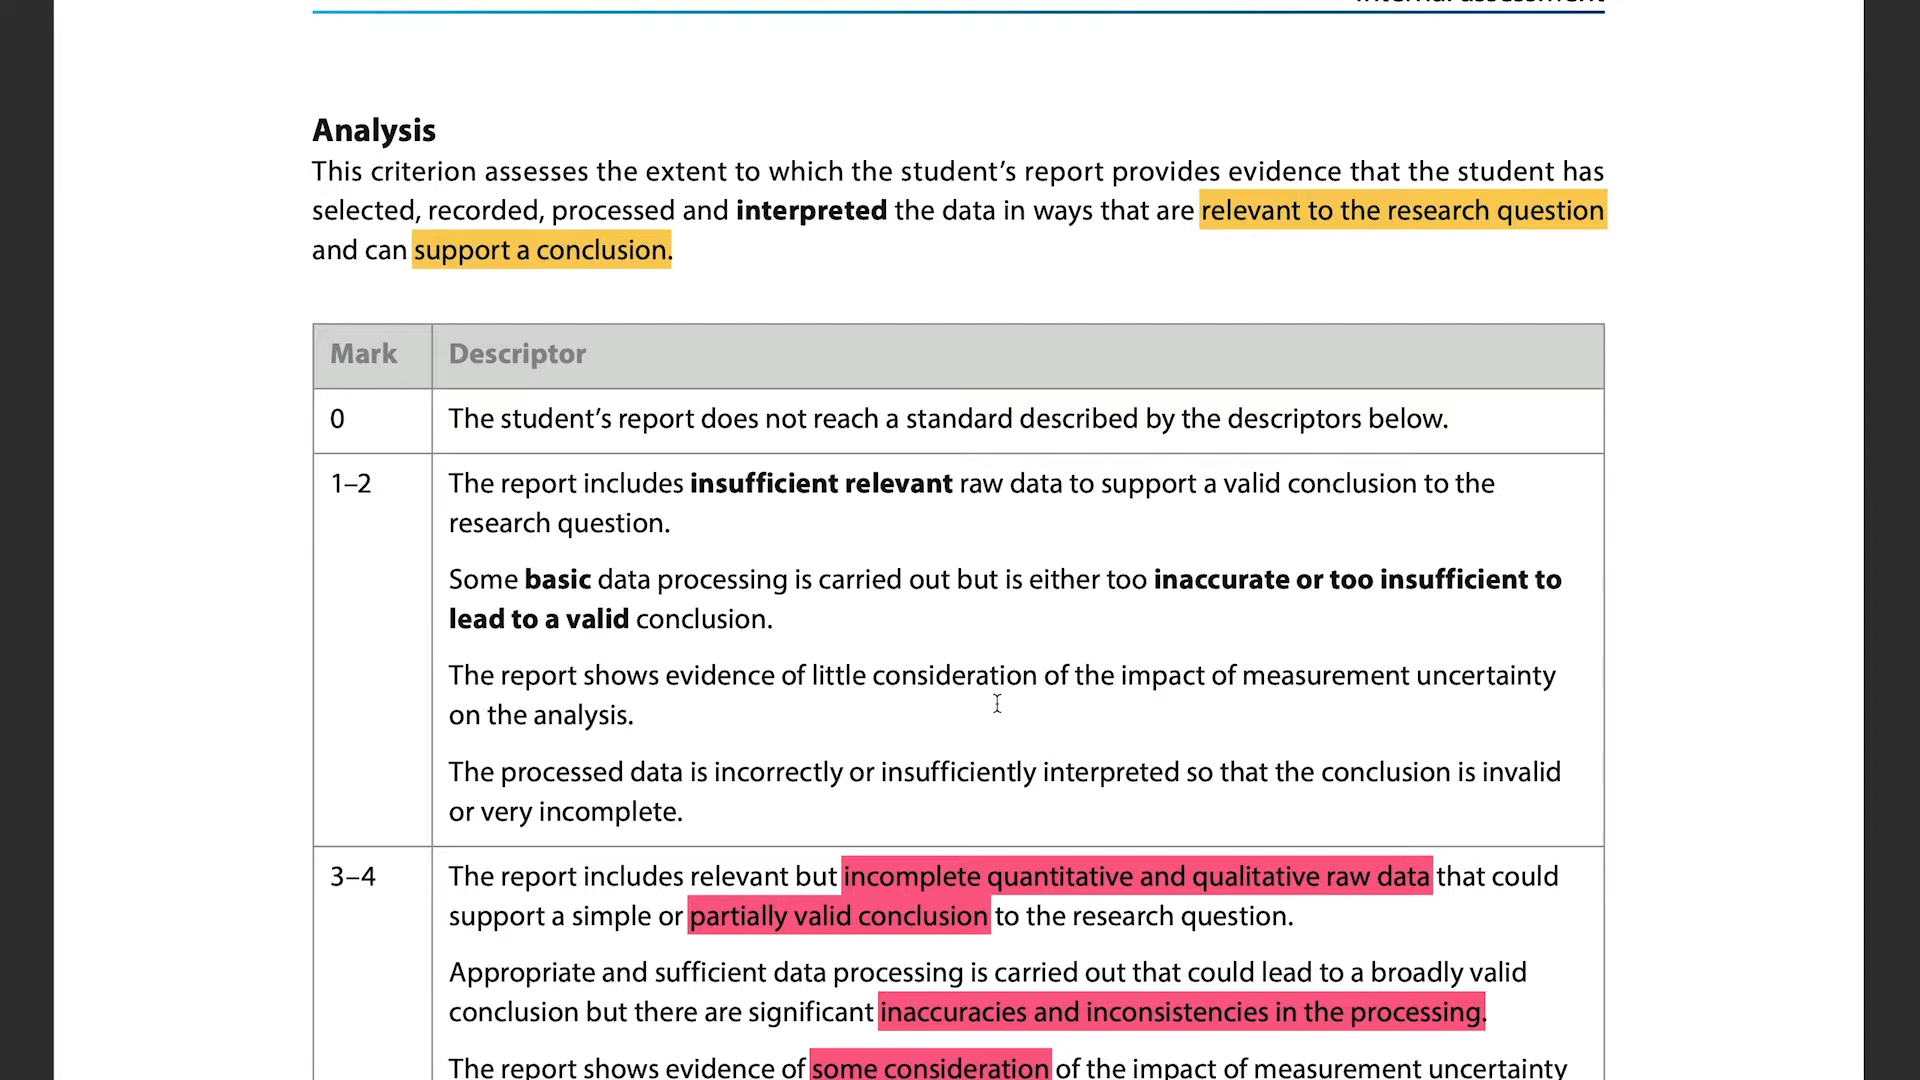 Internal assessment
Analysis
This criterion assesses the extent to which the student’s report provides evidence that the student has
selected, recorded, processed and interpreted the data in ways that are relevant to the research question
and can support a conclusion.
Mark Descriptor
0 The student’s report does not reach a standard described by the descriptors below.
1–2 The report includes insufficient relevant raw data to support a valid conclusion to the
research question.
Some basic data processing is carried out but is either too inaccurate or too insufficient to
lead to a valid conclusion.
The report shows evidence of little consideration of the impact of measurement uncertainty
on the analysis.
The processed data is incorrectly or insufficiently interpreted so that the conclusion is invalid
or very incomplete.
3–4 The report includes relevant but incomplete quantitative and qualitative raw data that could
support a simple or partially valid conclusion to the research question.
Appropriate and sufficient data processing is carried out that could lead to a broadly valid
conclusion but there are significant inaccuracies and inconsistencies in the processing.
The report shows evidence of some consideration of the impact of measurement uncertainty